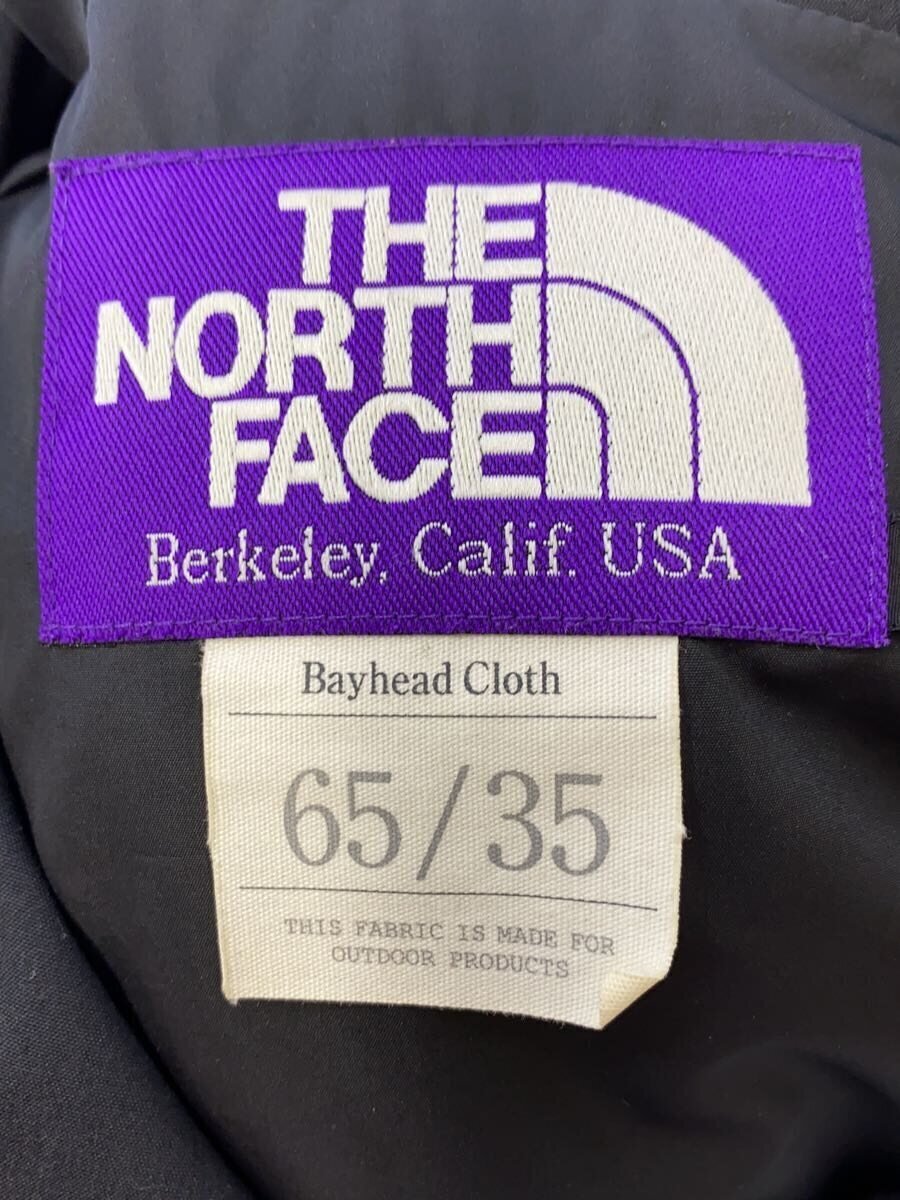 THE
NORTH
FACE
Berkeley, Calif. USA
Bayhead Cloth
65/35
THIS FABRIC IS MADE FOR
OUTDOOR PRODUCTS